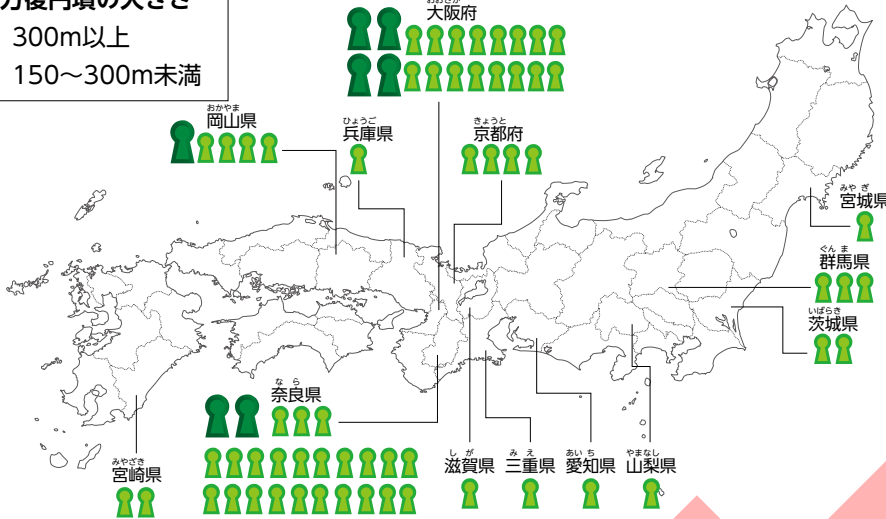 方後円墳の大きさ
300m以上
150〜300m未満
おおさか
大阪府
おかやま
岡山県
ひょうご
兵庫県
きょうと
京都府
みやぎ
宮城県
ぐんま
群馬県
いばらき
茨城県
なら
奈良県
みやざき
宮崎県
しが
滋賀県
みえ
三重県
あいち
愛知県
やまなし
山梨県